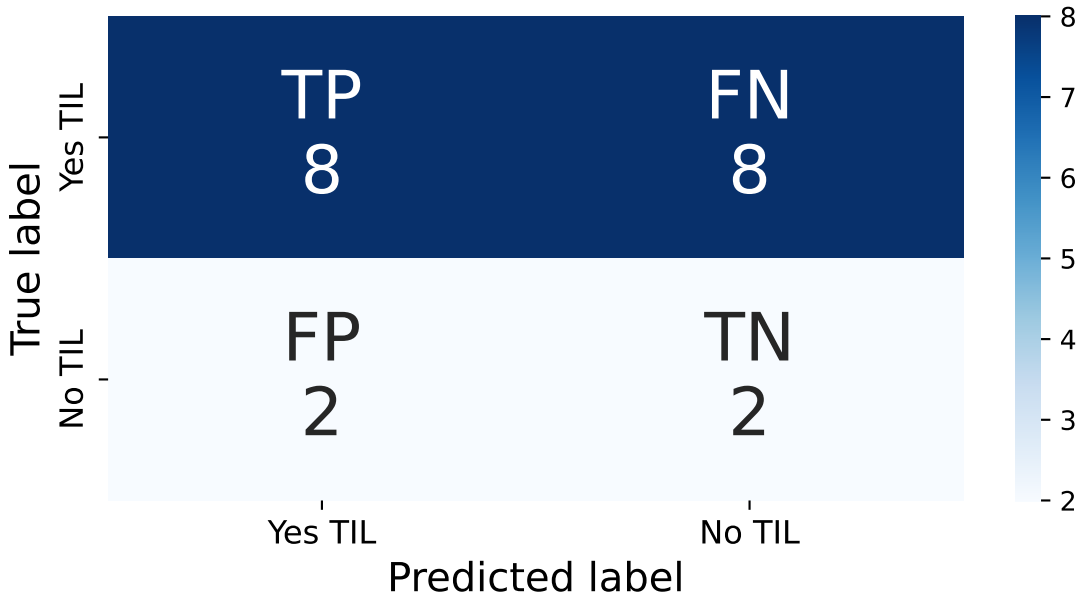 True label
Yes TIL
No TIL
TP
8
FN
8
FP
2
TN
2
Yes TIL
No TIL
Predicted label
8
7
6
5
4
3
2